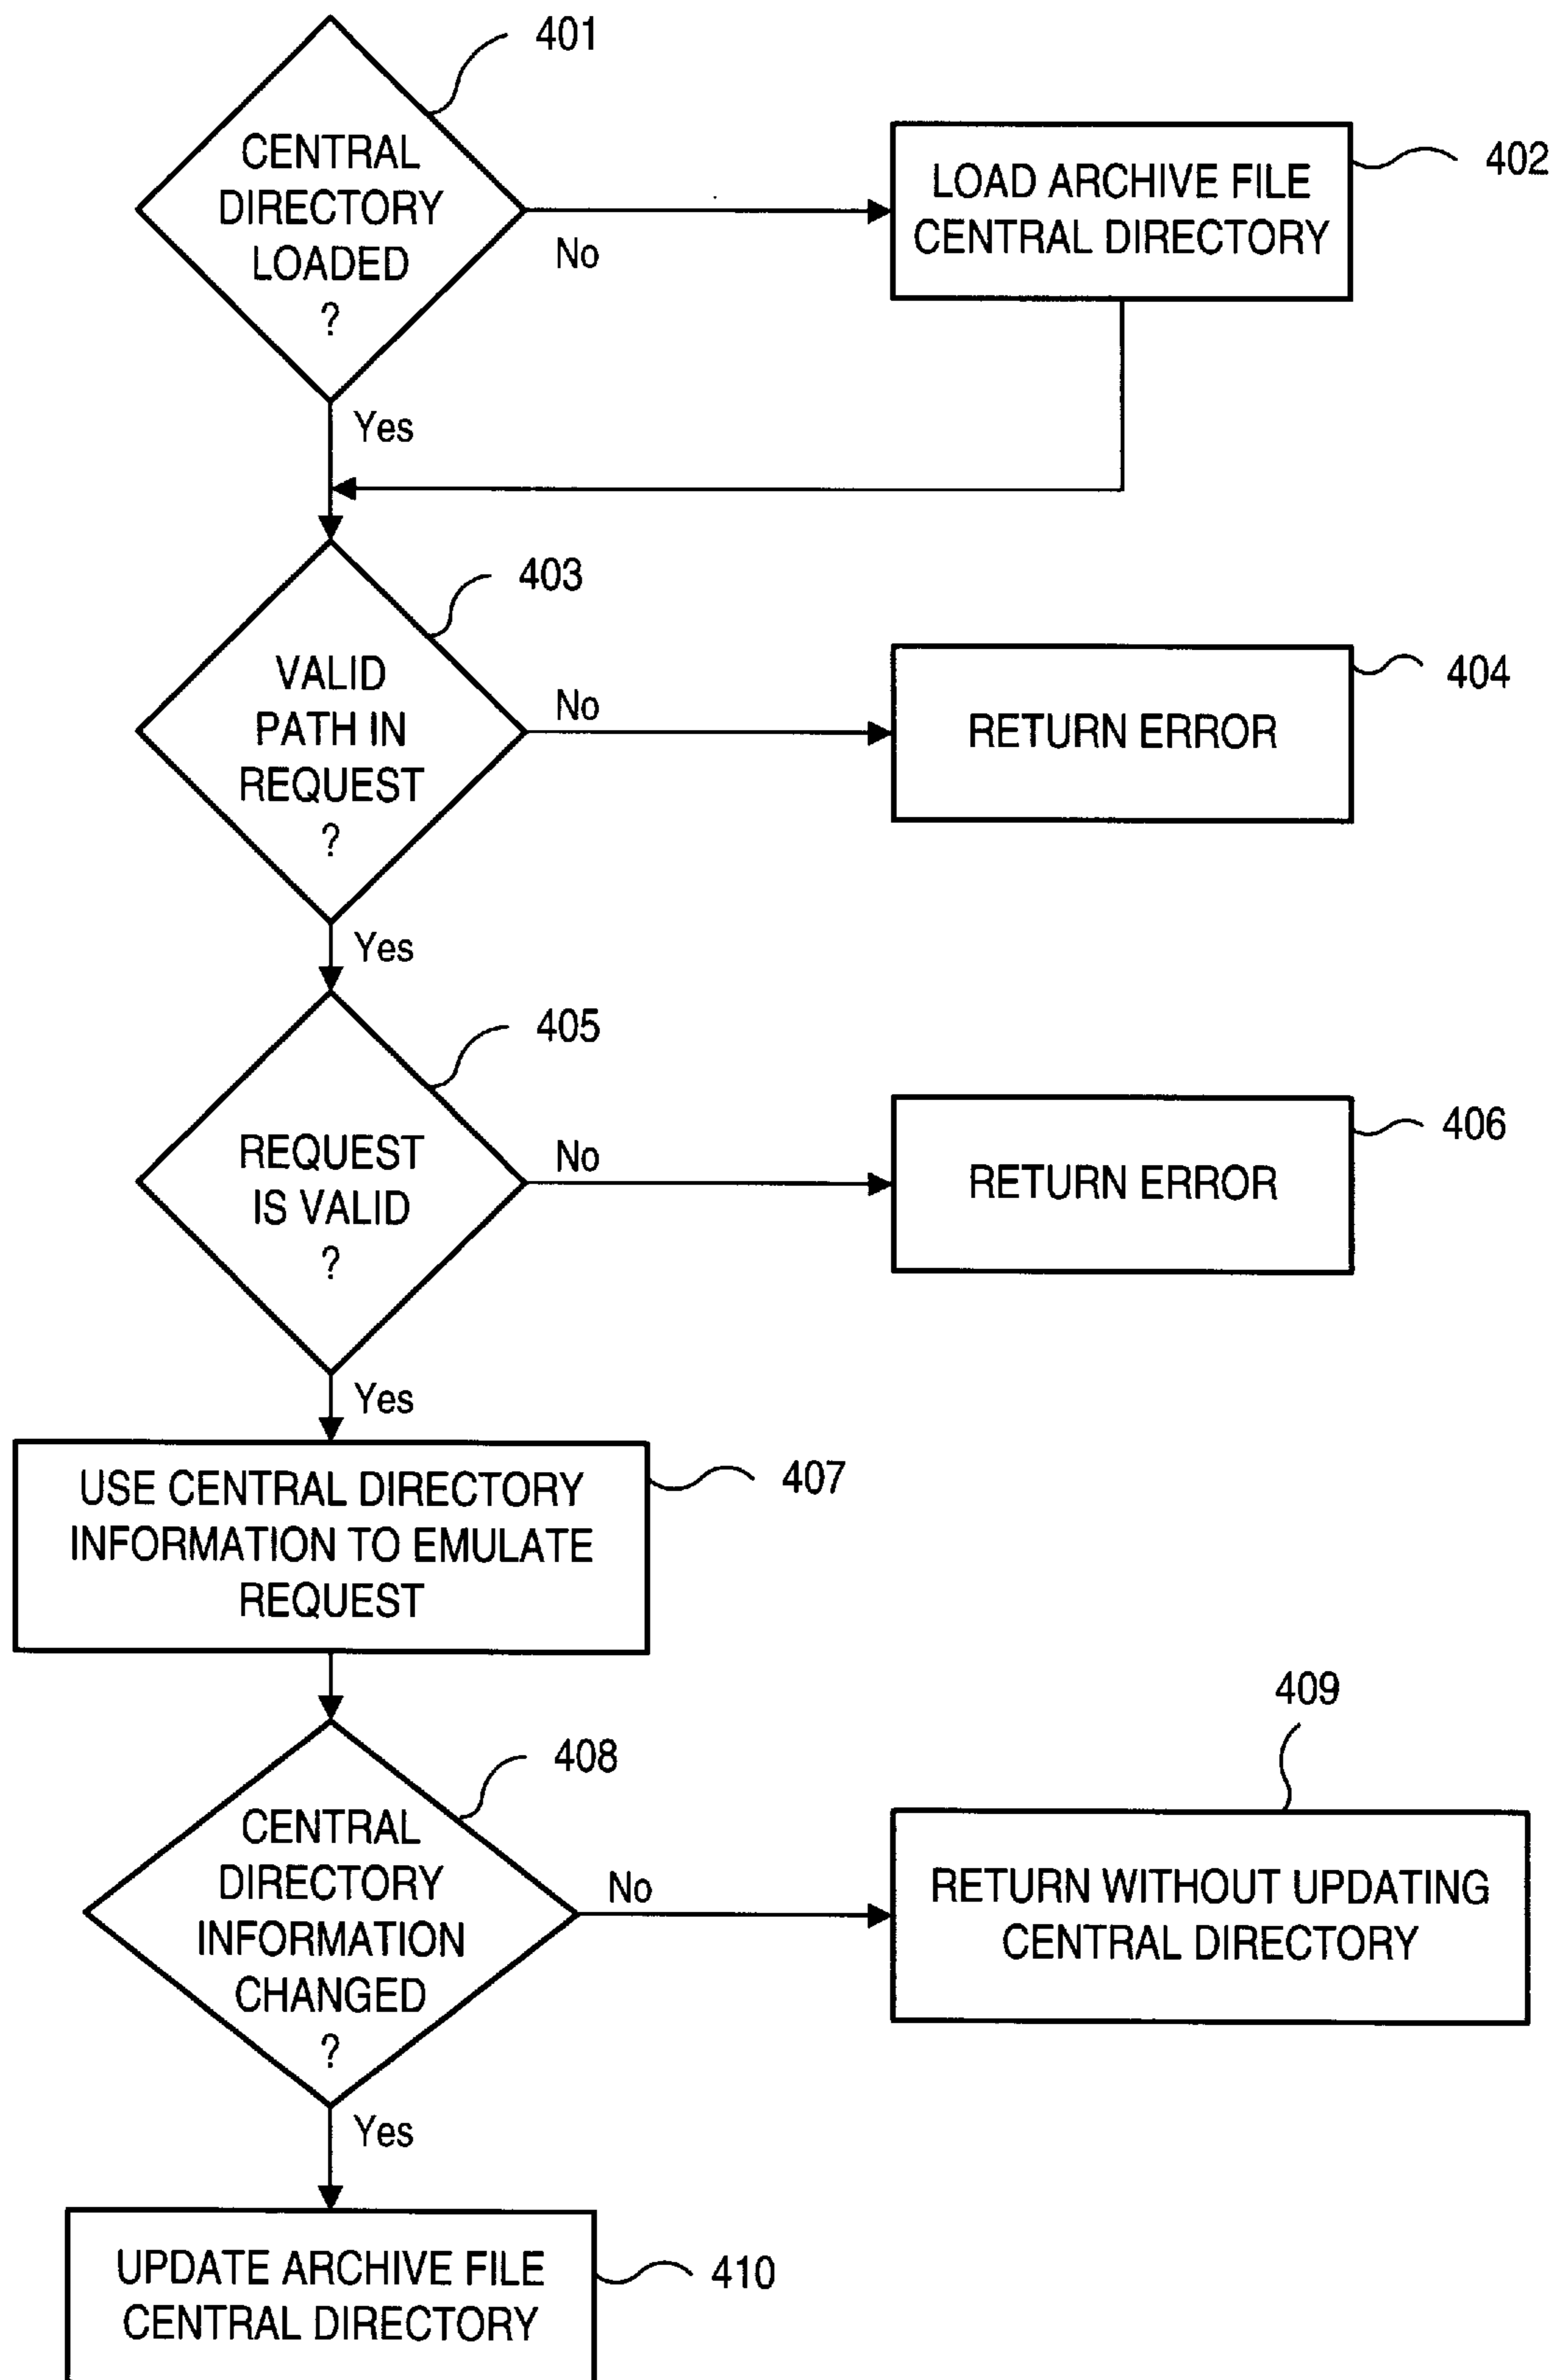 401
CENTRAL
DIRECTORY
LOADED
?
No
LOAD ARCHIVE FILE
CENTRAL DIRECTORY
402
Yes
403
VALID
PATH IN
REQUEST
?
No
RETURN ERROR
404
Yes
405
REQUEST
IS VALID
?
No
RETURN ERROR
406
Yes
USE CENTRAL DIRECTORY
INFORMATION TO EMULATE
REQUEST
407
408
CENTRAL
DIRECTORY
INFORMATION
CHANGED
?
No
409
RETURN WITHOUT UPDATING
CENTRAL DIRECTORY
Yes
UPDATE ARCHIVE FILE
CENTRAL DIRECTORY
410